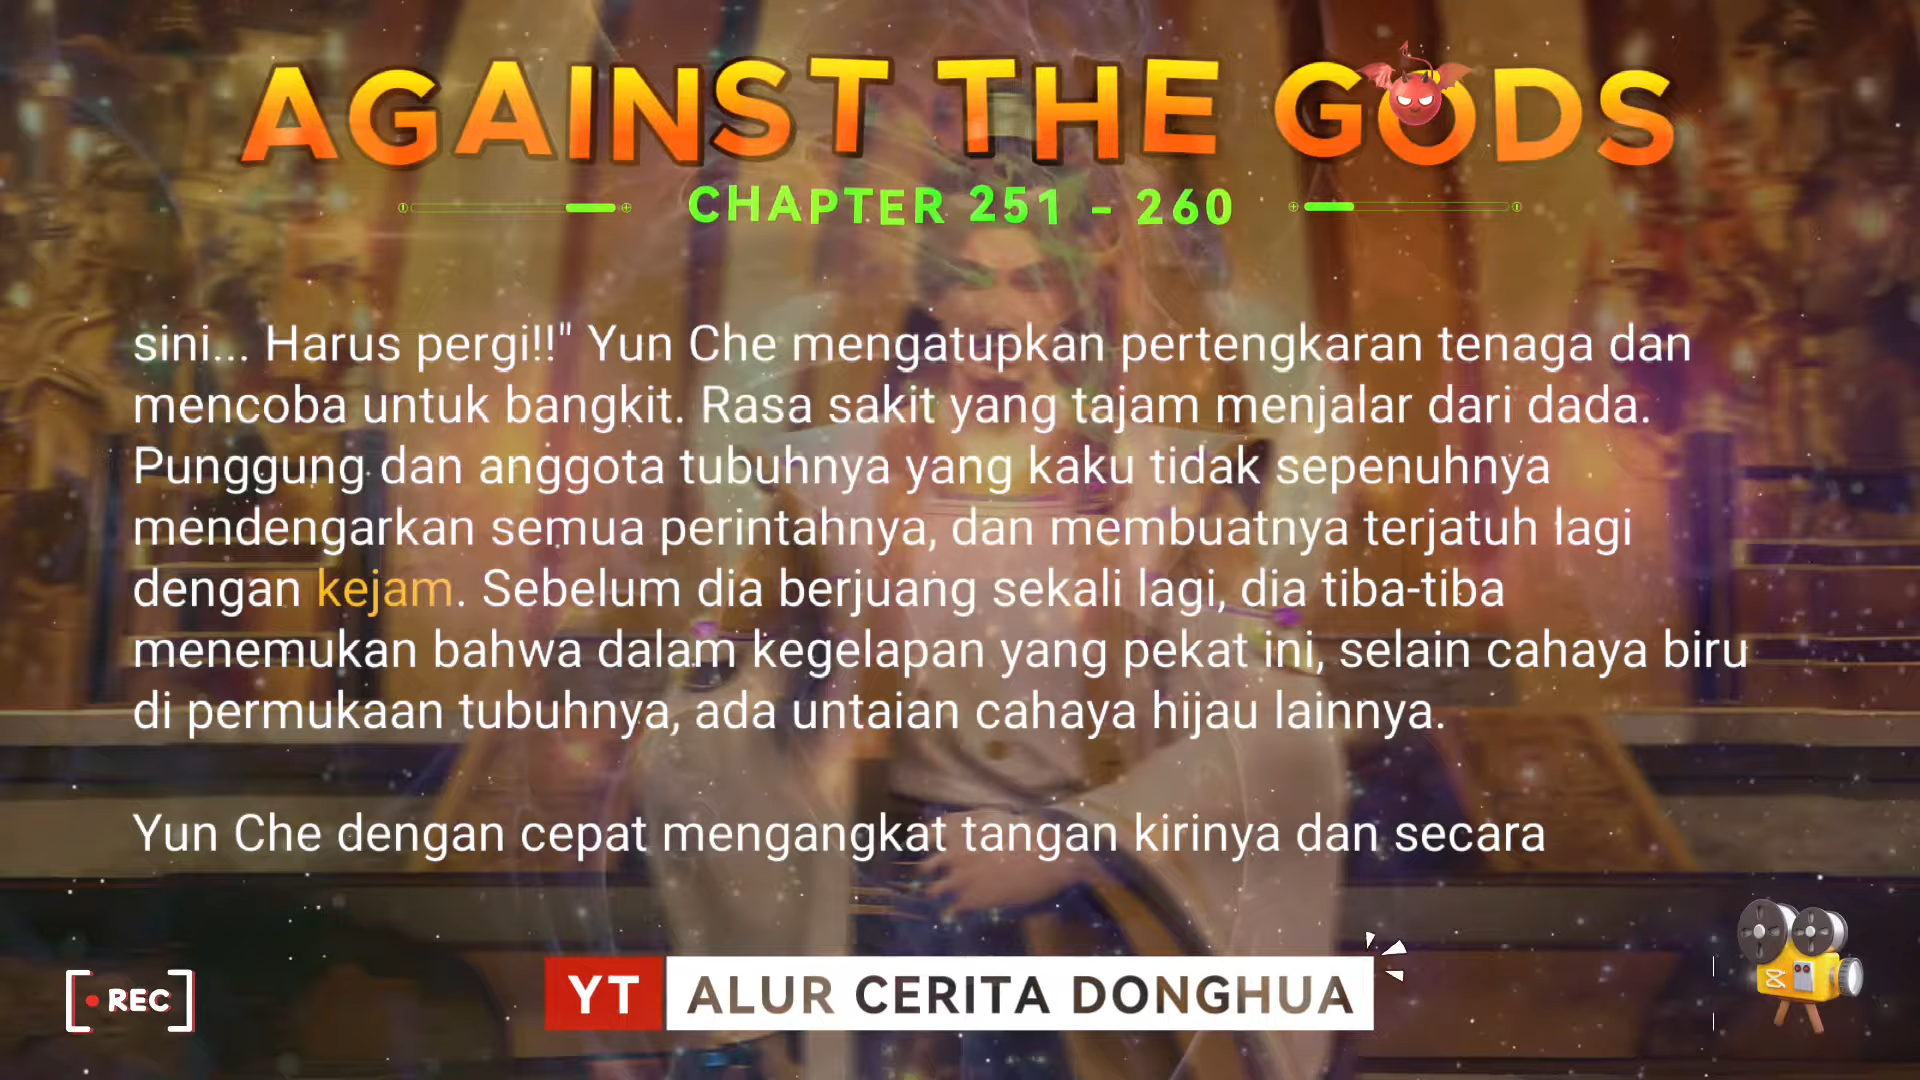 AGAINST THE GODS
CHAPTER 251 - 260
sini... Harus pergi!!" Yun Che mengatupkan pertengkaran tenaga dan
mencoba untuk bangkit. Rasa sakit yang tajam menjalar dari dada.
Punggung dan anggota tubuhnya yang kaku tidak sepenuhnya
mendengarkan semua perintahnya, dan membuatnya terjatuh lagi
dengan kejam. Sebelum dia berjuang sekali lagi, dia tiba-tiba
menemukan bahwa dalam kegelapan yang pekat ini, selain cahaya biru
di permukaan tubuhnya, ada untaian cahaya hijau lainnya.
Yun Che dengan cepat mengangkat tangan kirinya dan secara
REC
YT ALUR CERITA DONGHUA